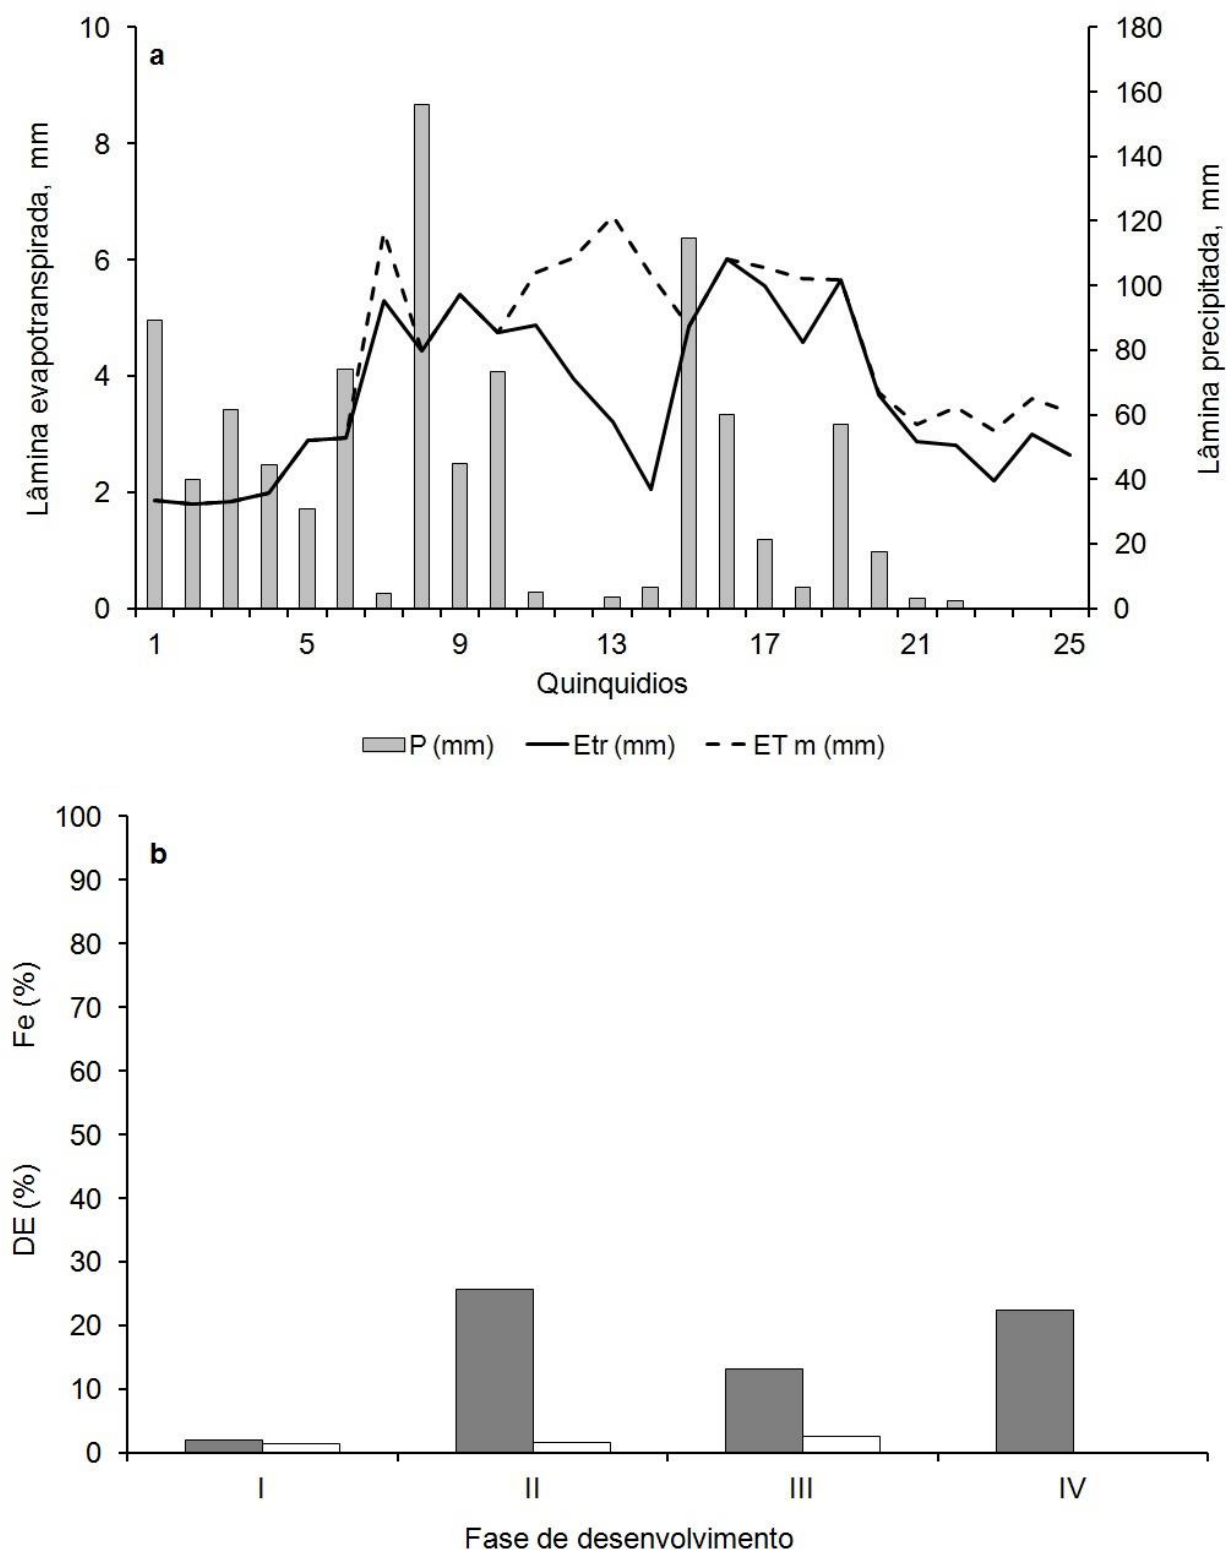 a
Lâmina evapotranspirada, mm
10
8
6
4
2
0
Lâmina precipitada, mm
180
160
140
120
100
80
60
40
20
0
1 5 9 13 17 21 25
Quinquidios
P (mm) Etr (mm) ET m (mm)
b
DE (%) Fe (%)
100
90
80
70
60
50
40
30
20
10
0
I II III IV
Fase de desenvolvimento